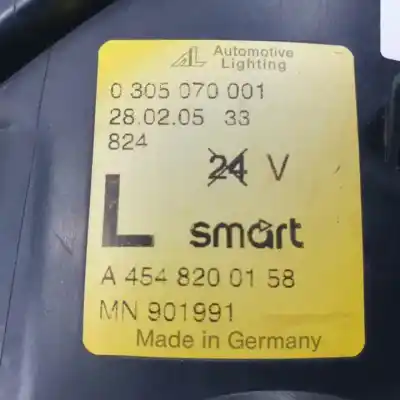 AL Automotive
Lighting
0 305 070 001
28.02.05 33
824
24 V
L smart
A 454 820 01 58
MN 901991
Made in Germany